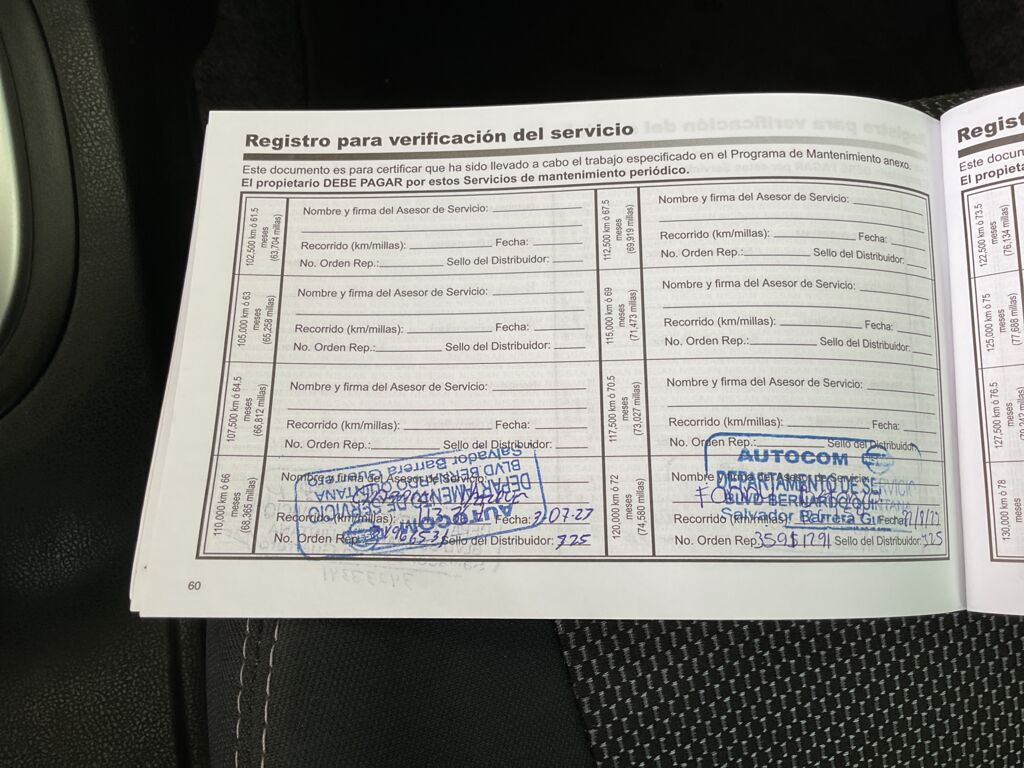 Registro para verificación del servicio
Este documento es para certificar que ha sido llevado a cabo el trabajo especificado en el Programa de Mantenimiento anexo.
El propietario DEBE PAGAR por estos Servicios de mantenimiento periódico.
102,500 km ó 61.5
meses
(63,704 millas)
Nombre y firma del Asesor de Servicio:
Recorrido (km/millas): Fecha:
No. Orden Rep.: Sello del Distribuidor:
105,000 km ó 63
meses
(65,258 millas)
Nombre y firma del Asesor de Servicio:
Recorrido (km/millas): Fecha:
No. Orden Rep.: Sello del Distribuidor:
107,500 km ó 64.5
meses
(66,812 millas)
Nombre y firma del Asesor de Servicio:
Recorrido (km/millas): Fecha:
No. Orden Rep.: Sello del Distribuidor:
110,000 km ó 66
meses
(68,365 millas)
Nombre y firma del Asesor de Servicio:
Recorrido (km/millas): Fecha:
No. Orden Rep. Sello del Distribuidor: 725
AUTOCOM
DEPARTAMENTO DE SERVICIO
BLVD BERNARDO QUINTANA
Salvador Barrera
112,500 km ó 67.5
meses
(69,919 millas)
Nombre y firma del Asesor de Servicio:
Recorrido (km/millas): Fecha:
No. Orden Rep.: Sello del Distribuidor:
115,000 km ó 69
meses
(71,473 millas)
Nombre y firma del Asesor de Servicio:
Recorrido (km/millas): Fecha:
No. Orden Rep.: Sello del Distribuidor:
117,500 km ó 70.5
meses
(73,027 millas)
Nombre y firma del Asesor de Servicio:
Recorrido (km/millas): Fecha:
No. Orden Rep.: Sello del Distribuidor:
120,000 km ó 72
meses
(74,580 millas)
Nombre y firma del Asesor de Servicio:
Recorrido (km/millas): Fecha:
No. Orden Rep. Sello del Distribuidor: 725
AUTOCOM
DEPARTAMENTO DE SERVICIO
BLVD BERNARDO QUINTANA
Salvador Barrera
60
Regist
Este docum
El propieta
122,500 km ó 73.5
meses
(76,134 millas)
125,000 km ó 75
meses
(77,688 millas)
127,500 km ó 76.5
meses
130,000 km ó 78
meses